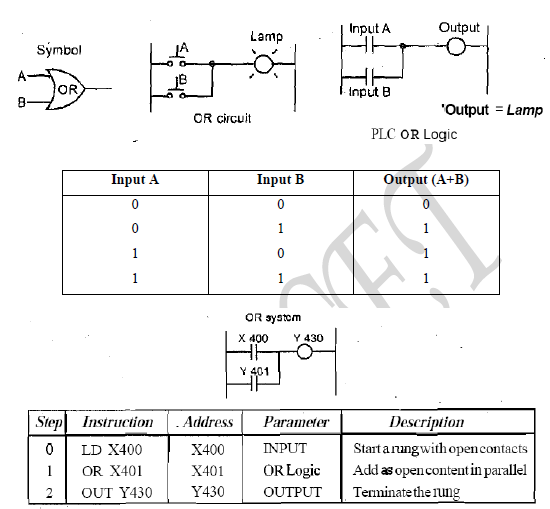 Symbol
A
B
OR
A
B
Lamp
OR circuit
Input A
Input B
Output
'Output = Lamp
PLC OR Logic
Input A Input B Output (A+B)
0 0 0
0 1 1
1 0 1
1 1 1
OR system
X 400 Y 430
Y 401
Step Instruction . Address Parameter Description
0 LD X400 X400 INPUT Start a rung with open contacts
1 OR X401 X401 OR Logic Add as open content in parallel
2 OUT Y430 Y430 OUTPUT Terminate the rung